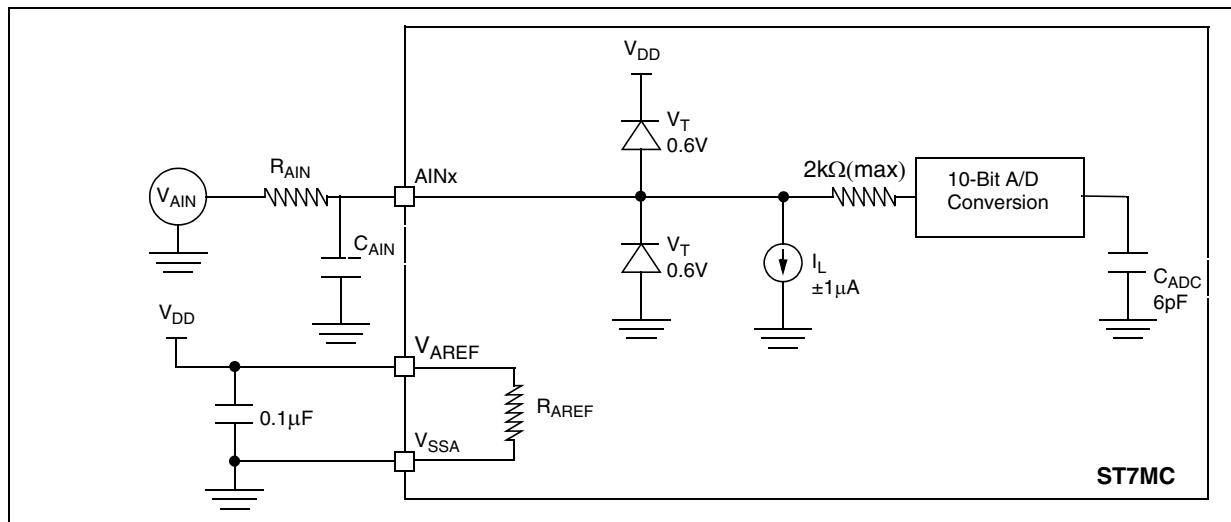 V_DD
V_T
0.6V
R_AIN
V_AIN
AINx
2kΩ(max)
10-Bit A/D
Conversion
C_AIN
V_T
0.6V
I_L
±1μA
C_ADC
6pF
V_DD
V_AREF
0.1μF
R_AREF
V_SSA
ST7MC